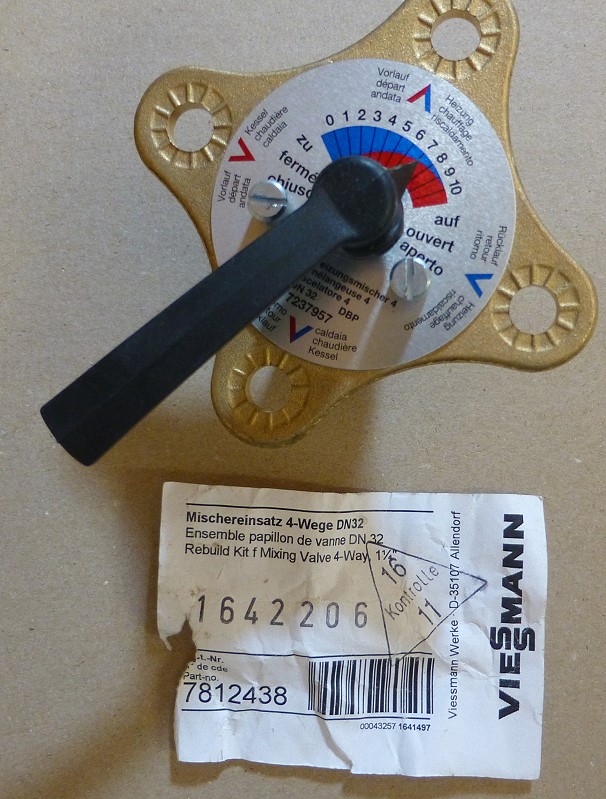 Vorlauf
départ
andata
Heizung
chauffage
riscaldamento
Kessel
chaudière
caldaia
Vorlauf
départ
andata
0 1 2 3 4 5 6 7 8 9 10
zu
fermé
auf
ouvert
aperto
Rücklauf
retour
ritorno
Heizung
chauffage
riscaldamento
DN 32 DBP
7237957
caldaia
chaudière
Kessel
Mischereinsatz 4-Wege DN32
Ensemble papillon de vanne DN 32
Rebuild Kit f Mixing Valve 4-Way, 1¼"
16
Kontrolle
11
1642206
de cde
Part-no.
7812438
00043257 1641497
Viessmann Werke · D-35107 Allendorf
VIESSMANN